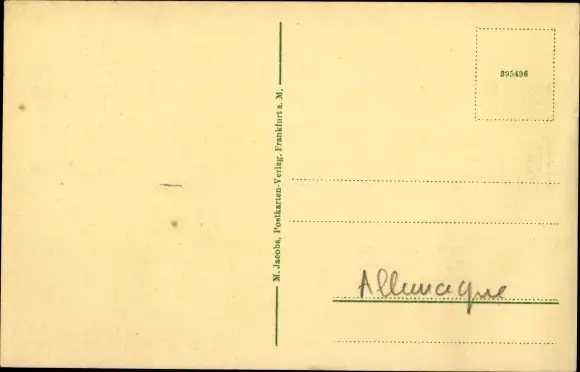 395496
M. Jacobs, Postkarten-Verlag, Frankfurt a. M.
Allemagne